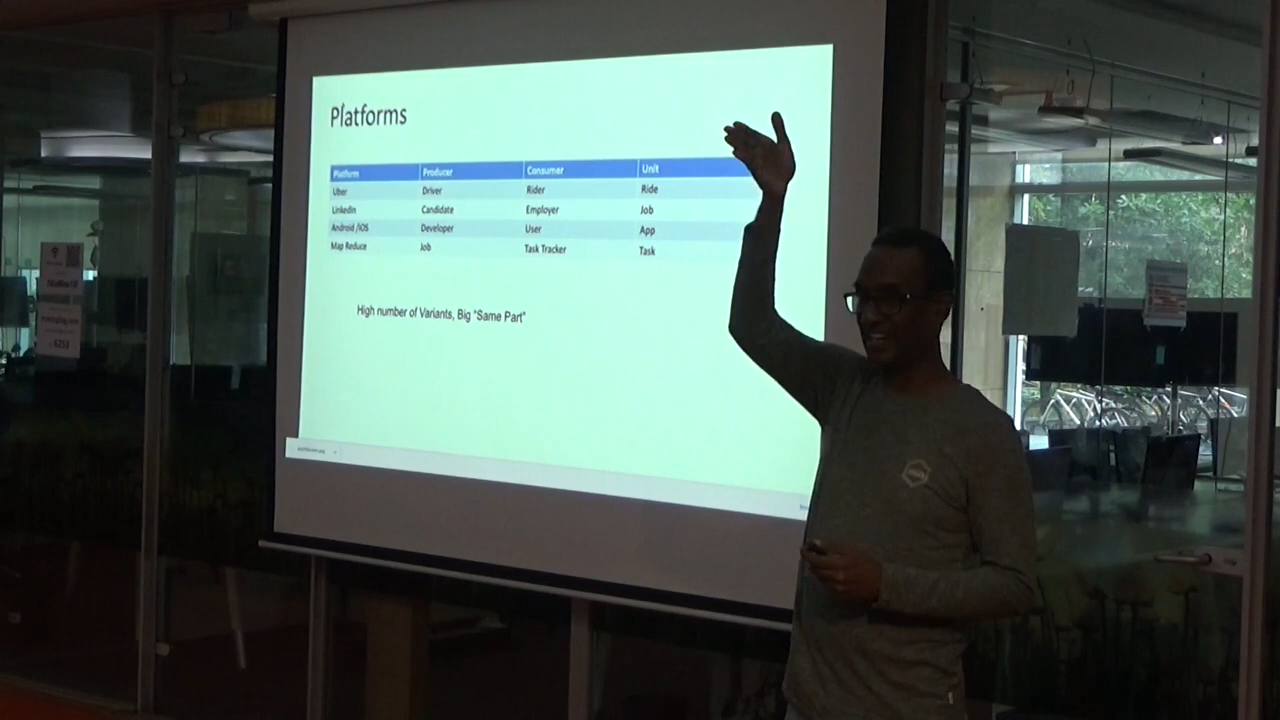 Platforms
Platform Producer Consumer Unit
Uber Driver Rider Ride
LinkedIn Candidate Employer Job
Android /iOS Developer User App
Map Reduce Job Task Tracker Task
High number of Variants, Big "Same Part"